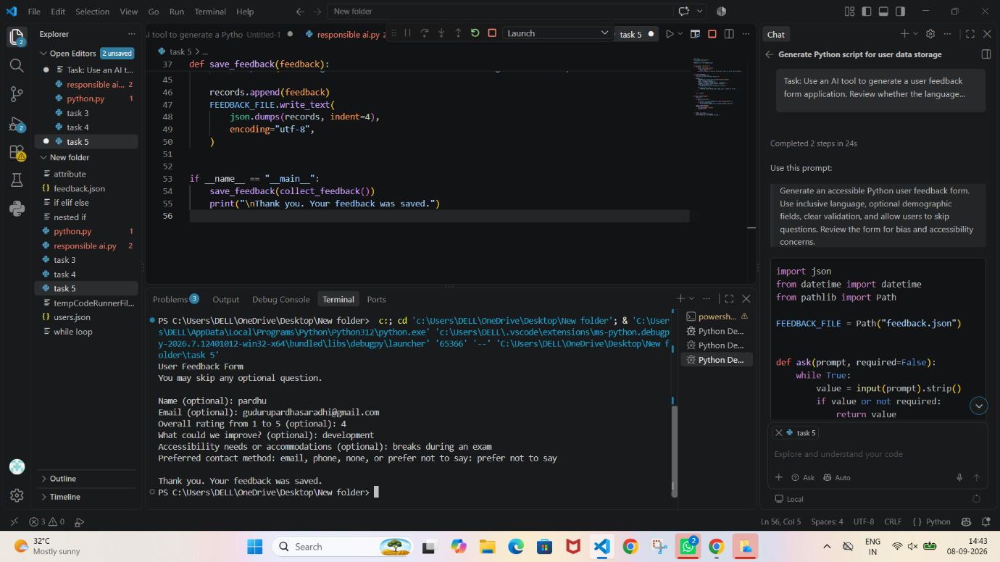 File Edit Selection View Go Run Terminal Help
New folder
Explorer
AI tool to generate a Pytho Untitled-1
responsible ai.py 2
Launch
task 5
Open Editors 2 unsaved
Task: Use an AI t...
responsible ai... 2
python.py 1
task 3
task 4
task 5
New folder
attribute
feedback.json
if elif else
nested if
python.py 1
responsible ai.py 2
task 3
task 4
task 5
tempCodeRunnerFil...
users.json
while loop
Outline
Timeline
2
2
task 5 > ...
37 def save_feedback(feedback):
45
46 records.append(feedback)
47 FEEDBACK_FILE.write_text(
48 json.dumps(records, indent=4),
49 encoding="utf-8",
50 )
51
52
53 if __name__ == "__main__":
54 save_feedback(collect_feedback())
55 print("\nThank you. Your feedback was saved.")
56
Problems 3 Output Debug Console Terminal Ports
PS C:\Users\DELL\OneDrive\Desktop\New folder> c:; cd 'c:\Users\DELL\OneDrive\Desktop\New folder'; & 'C:\User
s\DELL\AppData\Local\Programs\Python\Python312\python.exe' 'c:\Users\DELL\.vscode\extensions\ms-python.debugp
y-2026.7.12401012-win32-x64\bundled\libs\debugpy\launcher' '65366' '--' 'C:\Users\DELL\OneDrive\Desktop\New f
older\task 5'
User Feedback Form
You may skip any optional question.
Name (optional): pardhu
Email (optional): gudurupardhasaradhi@gmail.com
Overall rating from 1 to 5 (optional): 4
What could we improve? (optional): development
Accessibility needs or accommodations (optional): breaks during an exam
Preferred contact method: email, phone, none, or prefer not to say: prefer not to say
Thank you. Your feedback was saved.
PS C:\Users\DELL\OneDrive\Desktop\New folder>
powersh...
Python De...
Python De...
Python De...
Chat
Generate Python script for user data storage
Task: Use an AI tool to generate a user feedback
form application. Review whether the language...
Completed 2 steps in 24s
Use this prompt:
Generate an accessible Python user feedback form.
Use inclusive language, optional demographic
fields, clear validation, and allow users to skip
questions. Review the form for bias and accessibility
concerns.
import json
from datetime import datetime
from pathlib import Path
FEEDBACK_FILE = Path("feedback.json")
def ask(prompt, required=False):
while True:
value = input(prompt).strip()
if value or not required:
return value
task 5
Explore and understand your code
Ask Auto
Local
3 0
Ln 56, Col 5 Spaces: 4 UTF-8 CRLF { } Python
32°C
Mostly sunny
Search
2
ENG
IN
14:43
08-09-2026